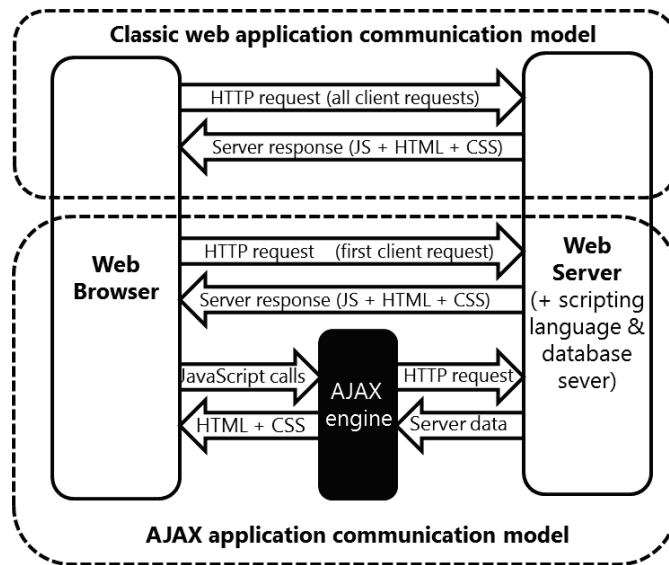 Classic web application communication model
HTTP request (all client requests)
Server response (JS + HTML + CSS)
HTTP request (first client request)
Web
Browser
Server response (JS + HTML + CSS)
Web
Server
(+ scripting
language &
database
sever)
JavaScript calls
AJAX
engine
HTTP request
HTML + CSS
Server data
AJAX application communication model